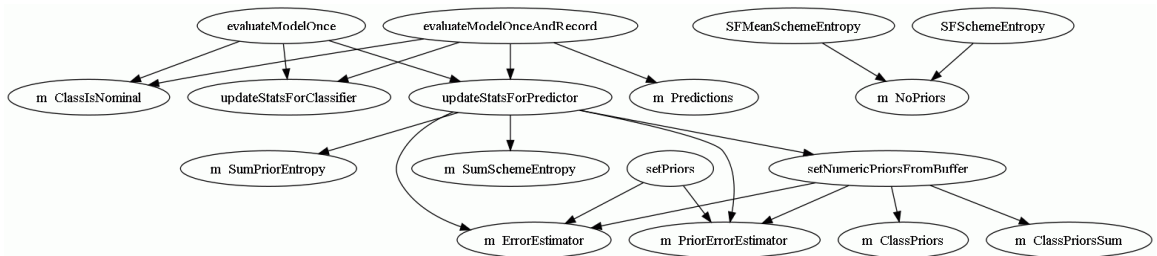 evaluateModelOnce
evaluateModelOnceAndRecord
SFMeanSchemeEntropy
SFSchemeEntropy
m_ClassIsNominal
updateStatsForClassifier
updateStatsForPredictor
m_Predictions
m_NoPriors
m_SumPriorEntropy
m_SumSchemeEntropy
setPriors
setNumericPriorsFromBuffer
m_ErrorEstimator
m_PriorErrorEstimator
m_ClassPriors
m_ClassPriorsSum